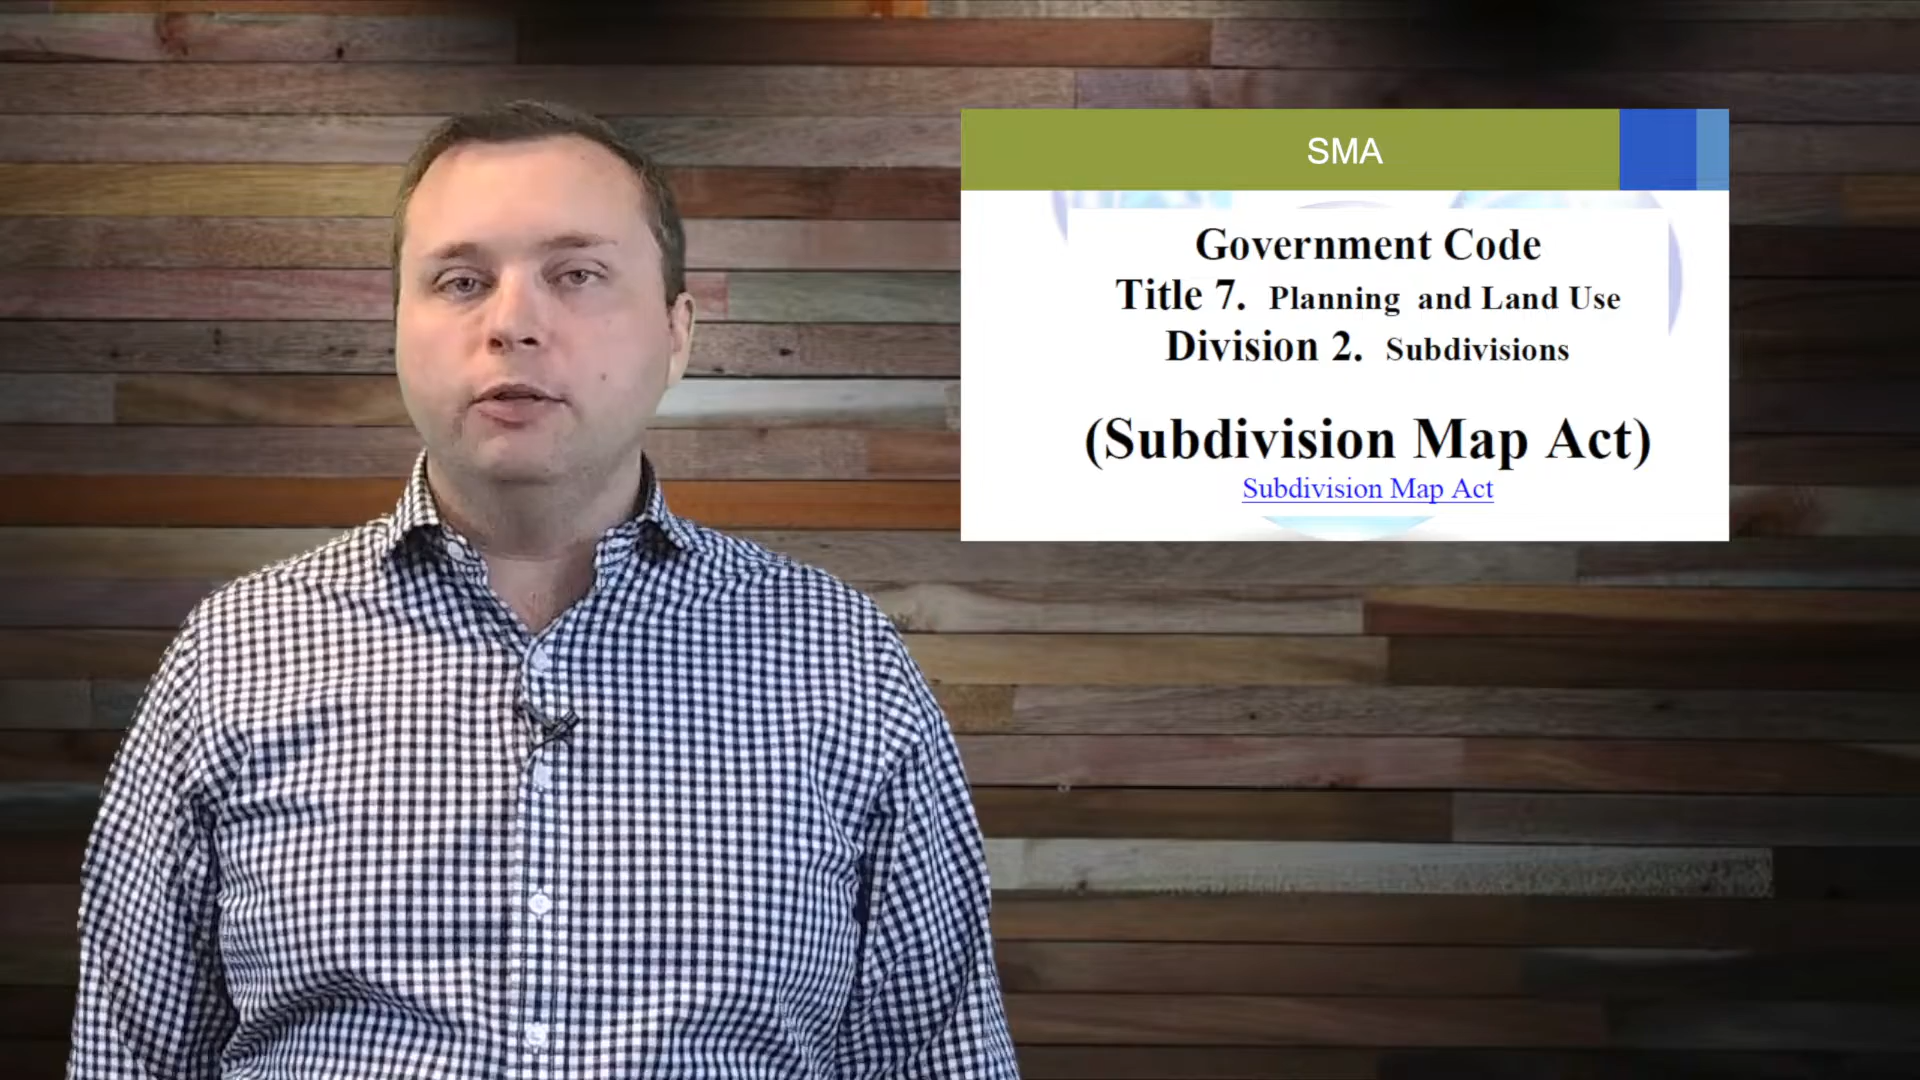 SMA
Government Code
Title 7. Planning and Land Use
Division 2. Subdivisions
(Subdivision Map Act)
Subdivision Map Act